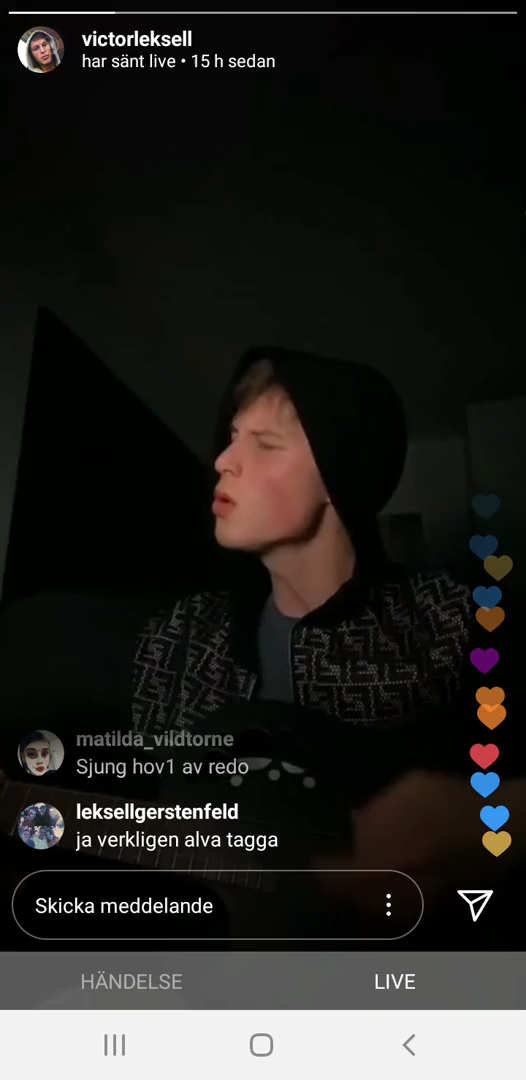 victorleksell
har sänt live • 15 h sedan
matilda_vildtorne
Sjung hov1 av redo
leksellgerstenfeld
ja verkligen alva tagga
Skicka meddelande
HÄNDELSE
LIVE